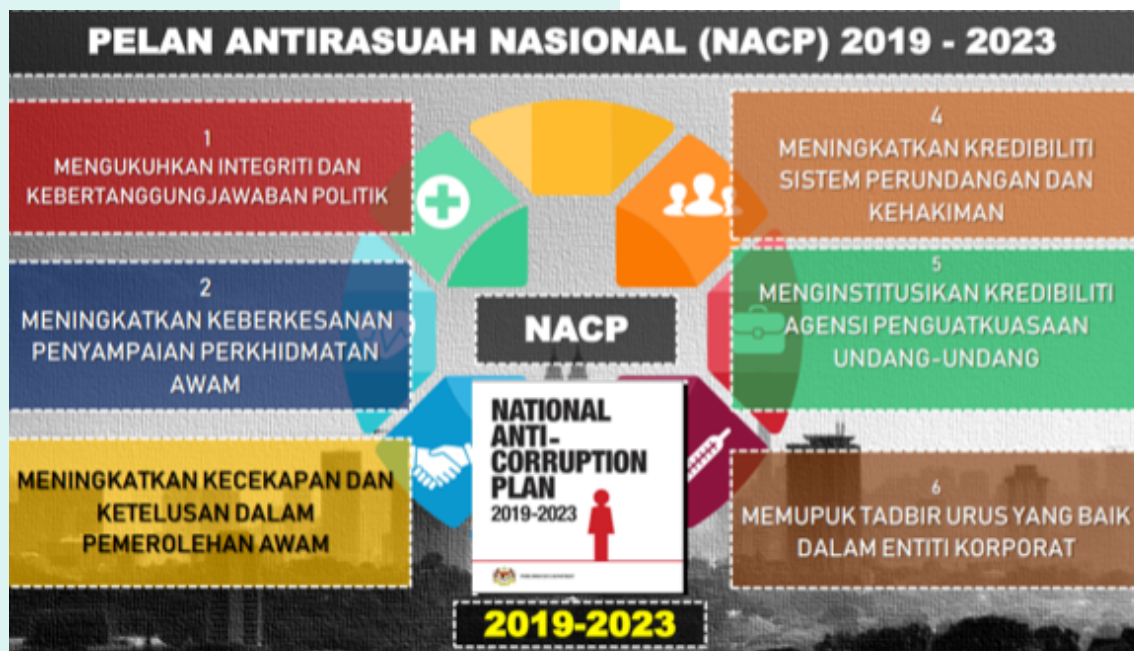 PELAN ANTIRASUAH NASIONAL (NACP) 2019 - 2023
1
MENGUKUHKAN INTEGRITI DAN
KEBERTANGGUNGJAWABAN POLITIK
2
MENINGKATKAN KEBERKESANAN
PENYAMPAIAN PERKHIDMATAN
AWAM
MENINGKATKAN KECEKAPAN DAN
KETELUSAN DALAM
PEMEROLEHAN AWAM
NACP
NATIONAL
ANTI-
CORRUPTION
PLAN
2019-2023
2019-2023
4
MENINGKATKAN KREDIBILITI
SISTEM PERUNDANGAN DAN
KEHAKIMAN
5
MENGINSTITUSIKAN KREDIBILITI
AGENSI PENGUATKUASAAN
UNDANG-UNDANG
6
MEMUPUK TADBIR URUS YANG BAIK
DALAM ENTITI KORPORAT